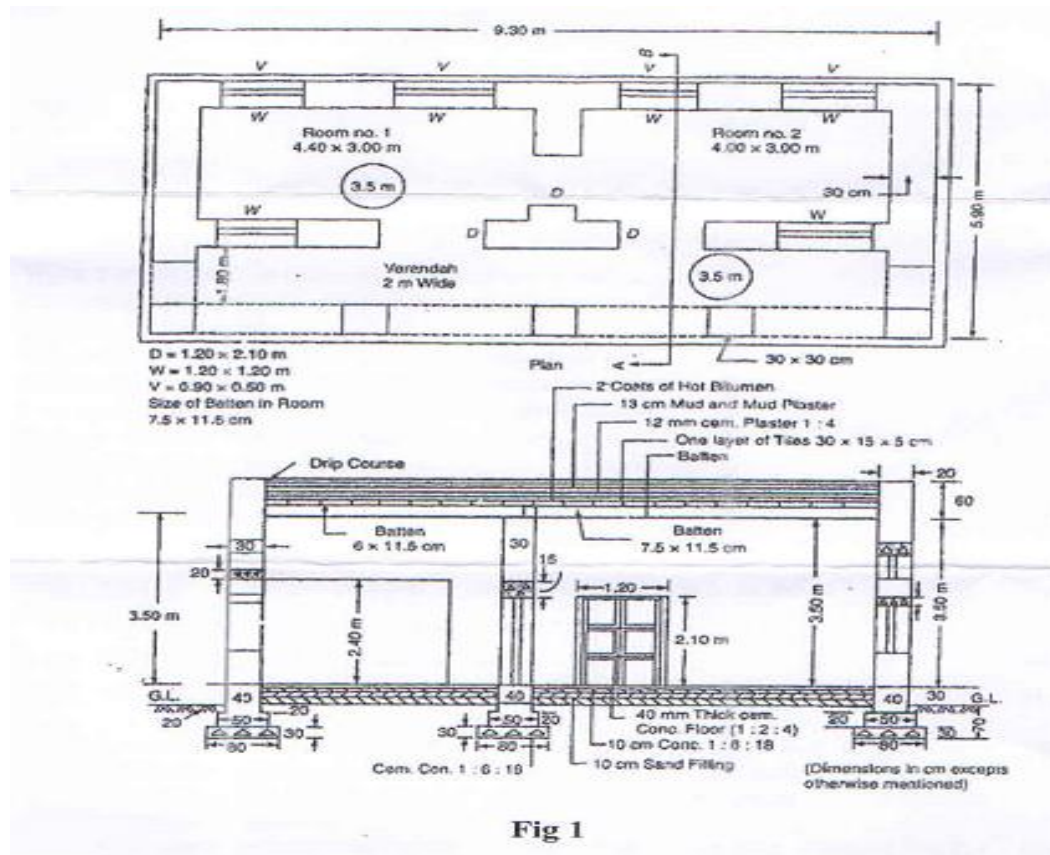 9.30 m
B
V V V V
W W W W
Room no. 1
4.40 × 3.00 m
Room no. 2
4.00 × 3.00 m
3.5 m
30 cm
D
W
W
D D
5.90 m
Verendah
2 m Wide
3.5 m
D = 1.20 × 2.10 m
W = 1.20 × 1.20 m
V = 0.90 × 0.50 m
Size of Batten in Room
7.5 × 11.5 cm
Plan
A
30 × 30 cm
2 Coats of Hot Bitumen
13 cm Mud and Mud Plaster
12 mm cem. Plaster 1 : 4
One layer of Tiles 30 × 15 × 5 cm
Batten
Drip Course
20
60
Batten
6 × 11.5 cm
Batten
7.5 × 11.5 cm
30
30
15
20
1.20
3.50 m
2.40 m
2.10 m
3.50 m
3.50 m
G.L.
40
40
40
30
G.L.
20
50
20
50
20
20
50
70
80
30
30
80
80
30
40 mm Thick cem.
Conc. Floor (1 : 2 : 4)
10 cm Conc. 1 : 6 : 18
10 cm Sand Filling
Cem. Con. 1 : 6 : 18
(Dimensions in cm excepts
otherwise mentioned)
Fig 1